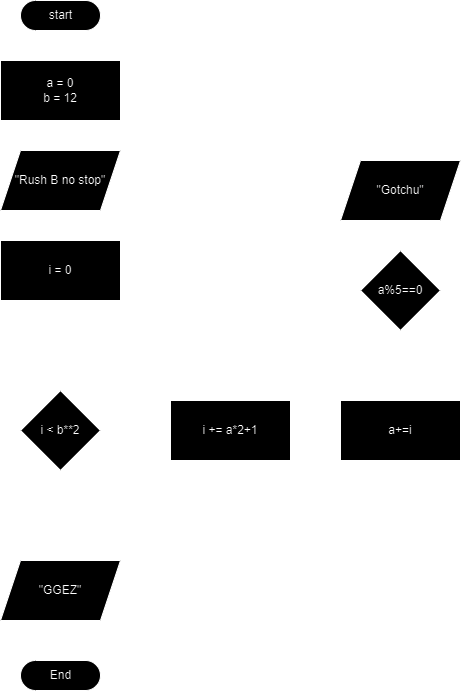 start
a = 0
b = 12
"Rush B no stop"
"Gotchu"
i = 0
a%5==0
i < b**2
i += a*2+1
a+=i
"GGEZ"
End